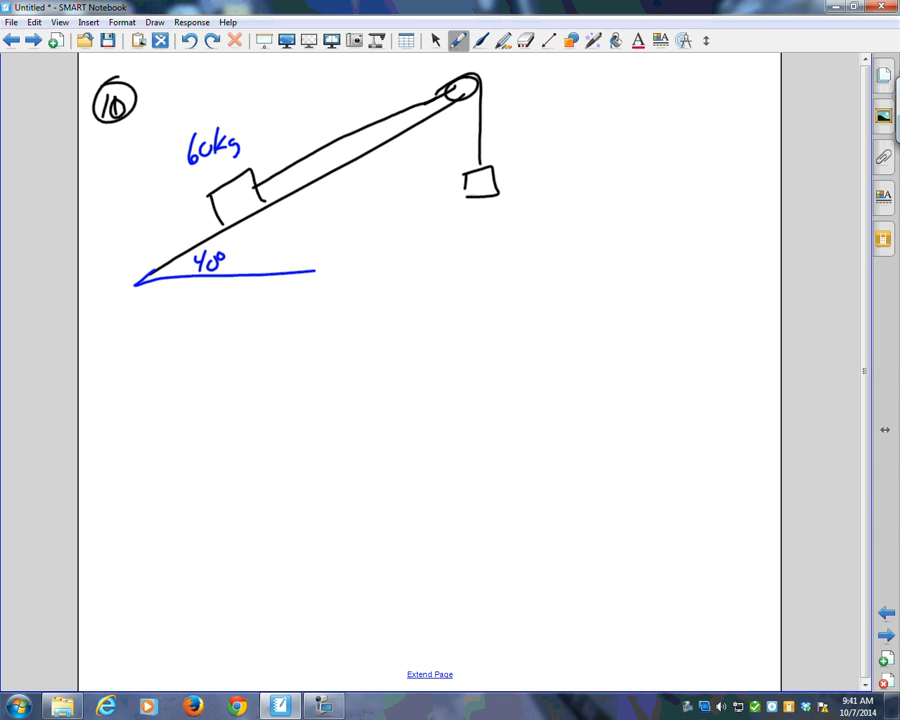 Untitled * - SMART Notebook
File Edit View Insert Format Draw Response Help
10
60kg
40°
Extend Page
9:41 AM
10/7/2014